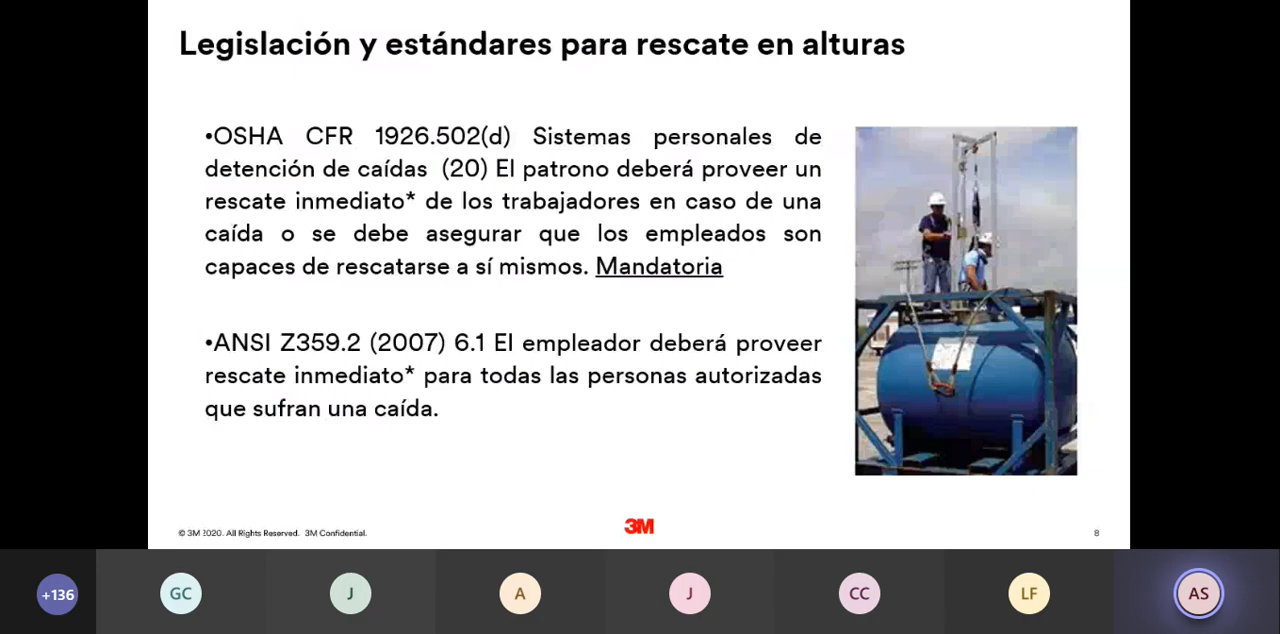 Legislación y estándares para rescate en alturas
•OSHA CFR 1926.502(d) Sistemas personales de
detención de caídas (20) El patrono deberá proveer un
rescate inmediato* de los trabajadores en caso de una
caída o se debe asegurar que los empleados son
capaces de rescatarse a sí mismos. Mandatoria
•ANSI Z359.2 (2007) 6.1 El empleador deberá proveer
rescate inmediato* para todas las personas autorizadas
que sufran una caída.
© 3M 2020. All Rights Reserved. 3M Confidential.
3M
8
+136
GC
J
A
J
CC
LF
AS